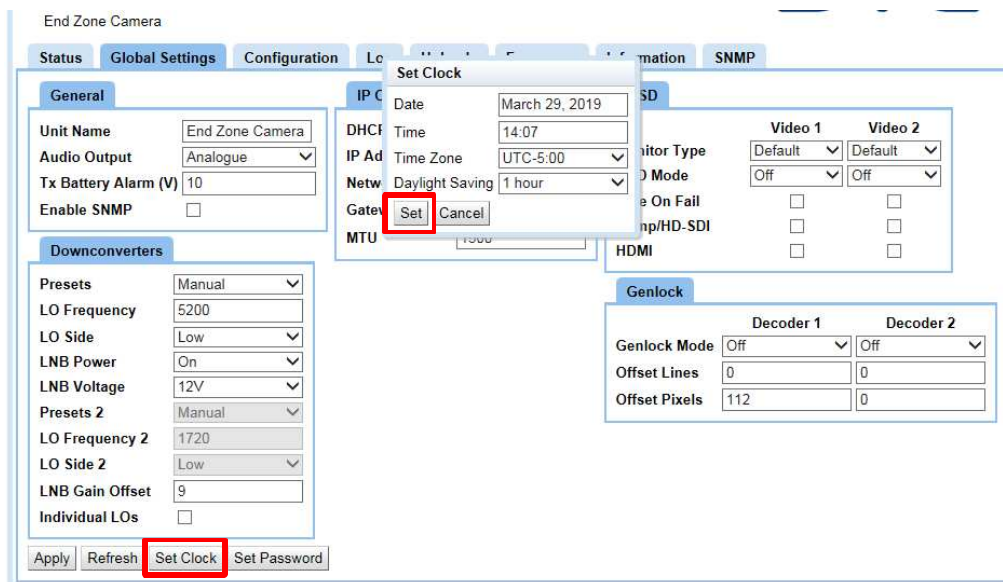 End Zone Camera
Status Global Settings Configuration SNMP
General
Unit Name End Zone Camera
Audio Output Analogue
Tx Battery Alarm (V) 10
Enable SNMP
Downconverters
Presets Manual
LO Frequency 5200
LO Side Low
LNB Power On
LNB Voltage 12V
Presets 2 Manual
LO Frequency 2 1720
LO Side 2 Low
LNB Gain Offset 9
Individual LOs
MTU
Set Clock
Date March 29, 2019
Time 14:07
Time Zone UTC-5:00
Daylight Saving 1 hour
Set Cancel
Video 1 Video 2
Default Default
Off Off
On Fail
HDMI
Genlock
Decoder 1 Decoder 2
Genlock Mode Off Off
Offset Lines 0 0
Offset Pixels 112 0
Apply Refresh Set Clock Set Password